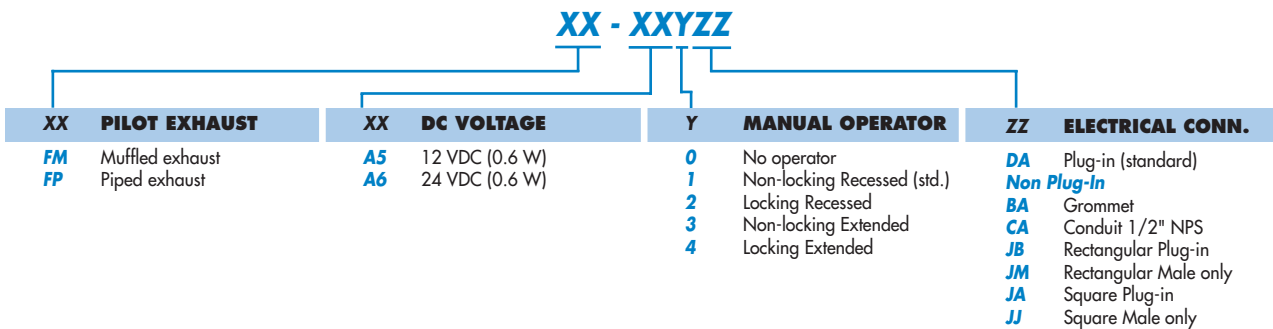 XX - XXYZZ
XX PILOT EXHAUST
FM Muffled exhaust
FP Piped exhaust
XX DC VOLTAGE
A5 12 VDC (0.6 W)
A6 24 VDC (0.6 W)
Y MANUAL OPERATOR
0 No operator
1 Non-locking Recessed (std.)
2 Locking Recessed
3 Non-locking Extended
4 Locking Extended
ZZ ELECTRICAL CONN.
DA Plug-in (standard)
Non Plug-In
BA Grommet
CA Conduit 1/2" NPS
JB Rectangular Plug-in
JM Rectangular Male only
JA Square Plug-in
JJ Square Male only